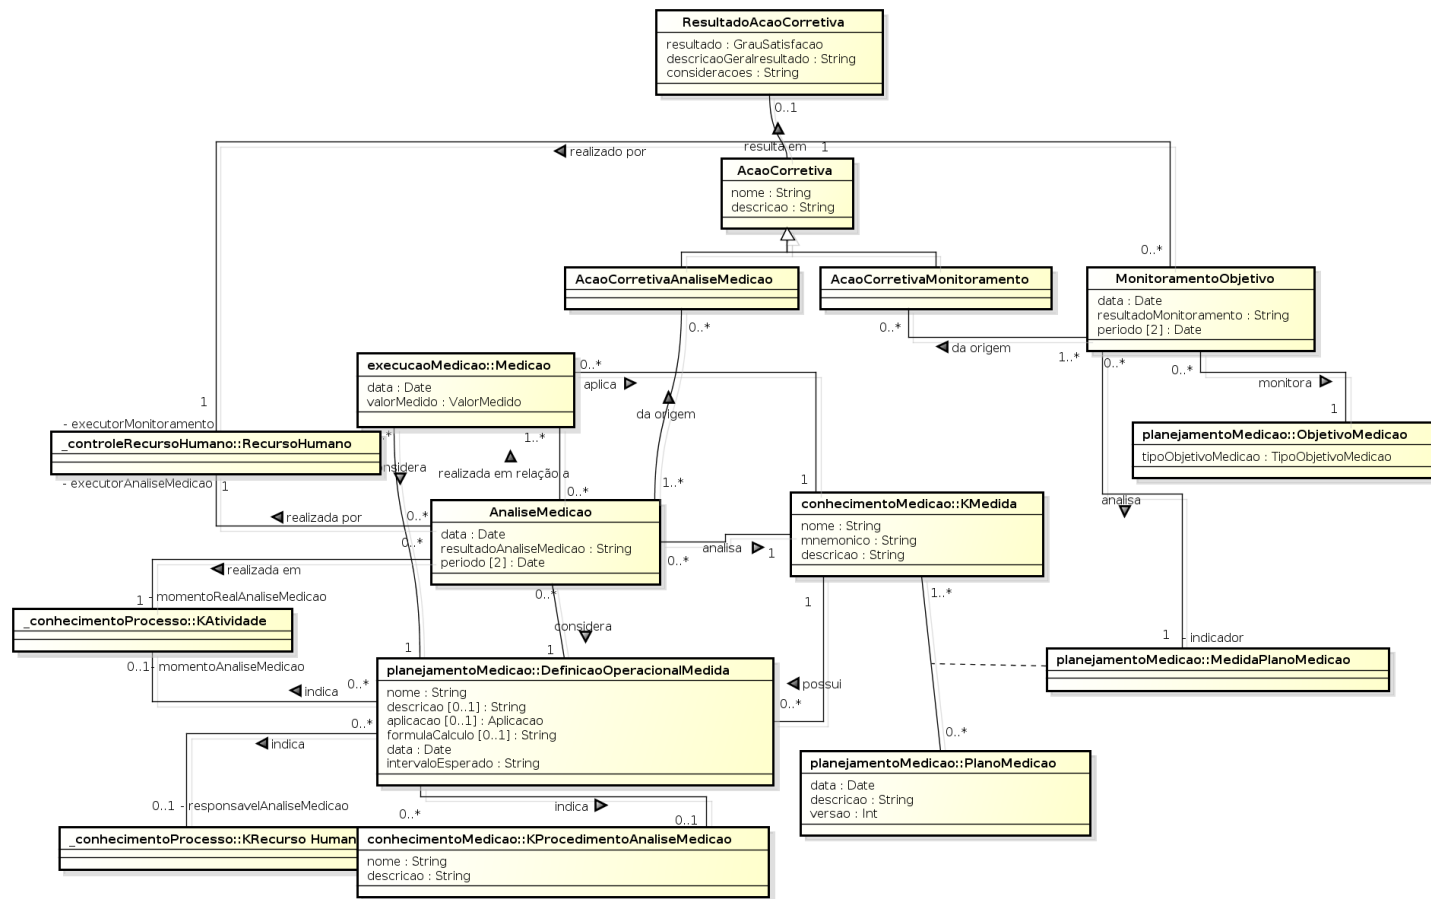 ResultadoAcaoCorretiva
resultado : GrauSatisfacao
descricaoGeralresultado : String
consideracoes : String
0..1
resulta em
1
realizado por
AcaoCorretiva
nome : String
descricao : String
0..*
AcaoCorretivaAnaliseMedicao
AcaoCorretivaMonitoramento
MonitoramentoObjetivo
data : Date
resultadoMonitoramento : String
periodo [2] : Date
0..*
0..*
da origem
1..*
0..*
0..*
monitora
1
execucaoMedicao::Medicao
data : Date
valorMedido : ValorMedido
0..*
aplica
da origem
1
- executorMonitoramento
_controleRecursoHumano::RecursoHumano
- executorAnaliseMedicao
1
1..*
realizada em relação a
0..*
1..*
1
planejamentoMedicao::ObjetivoMedicao
tipoObjetivoMedicao : TipoObjetivoMedicao
analisa
realizada por
0..*
0..*
AnaliseMedicao
data : Date
resultadoAnaliseMedicao : String
periodo [2] : Date
0..*
analisa
1
conhecimentoMedicao::KMedida
nome : String
mnemonico : String
descricao : String
realizada em
1
- momentoRealAnaliseMedicao
0..*
considera
1
1
1
1..*
_conhecimentoProcesso::KAtividade
0..1
- momentoAnaliseMedicao
indica
0..*
1
- indicador
planejamentoMedicao::MedidaPlanoMedicao
planejamentoMedicao::DefinicaoOperacionalMedida
nome : String
descricao [0..1] : String
aplicacao [0..1] : Aplicacao
formulaCalculo [0..1] : String
data : Date
intervaloEsperado : String
possui
0..*
0..*
indica
0..*
planejamentoMedicao::PlanoMedicao
data : Date
descricao : String
versao : Int
0..1
- responsavelAnaliseMedicao
0..*
indica
0..1
_conhecimentoProcesso::KRecurso Human
conhecimentoMedicao::KProcedimentoAnaliseMedicao
nome : String
descricao : String